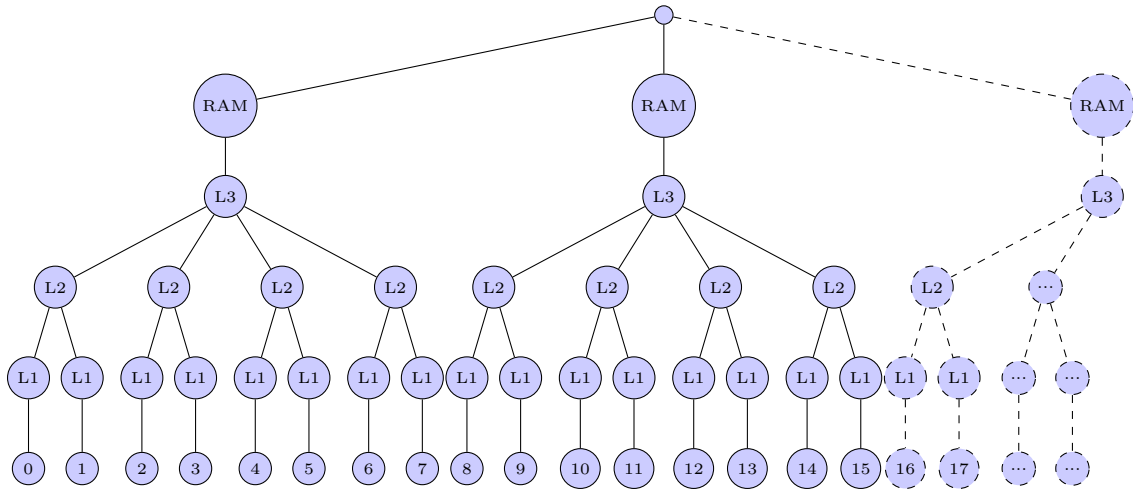 RAM RAM RAM
L3 L3 L3
L2 L2 L2 L2 L2 L2 L2 L2 L2 ...
L1 L1 L1 L1 L1 L1 L1 L1 L1 L1 L1 L1 L1 L1 L1 L1 L1 L1 ... ...
0 1 2 3 4 5 6 7 8 9 10 11 12 13 14 15 16 17 ... ...